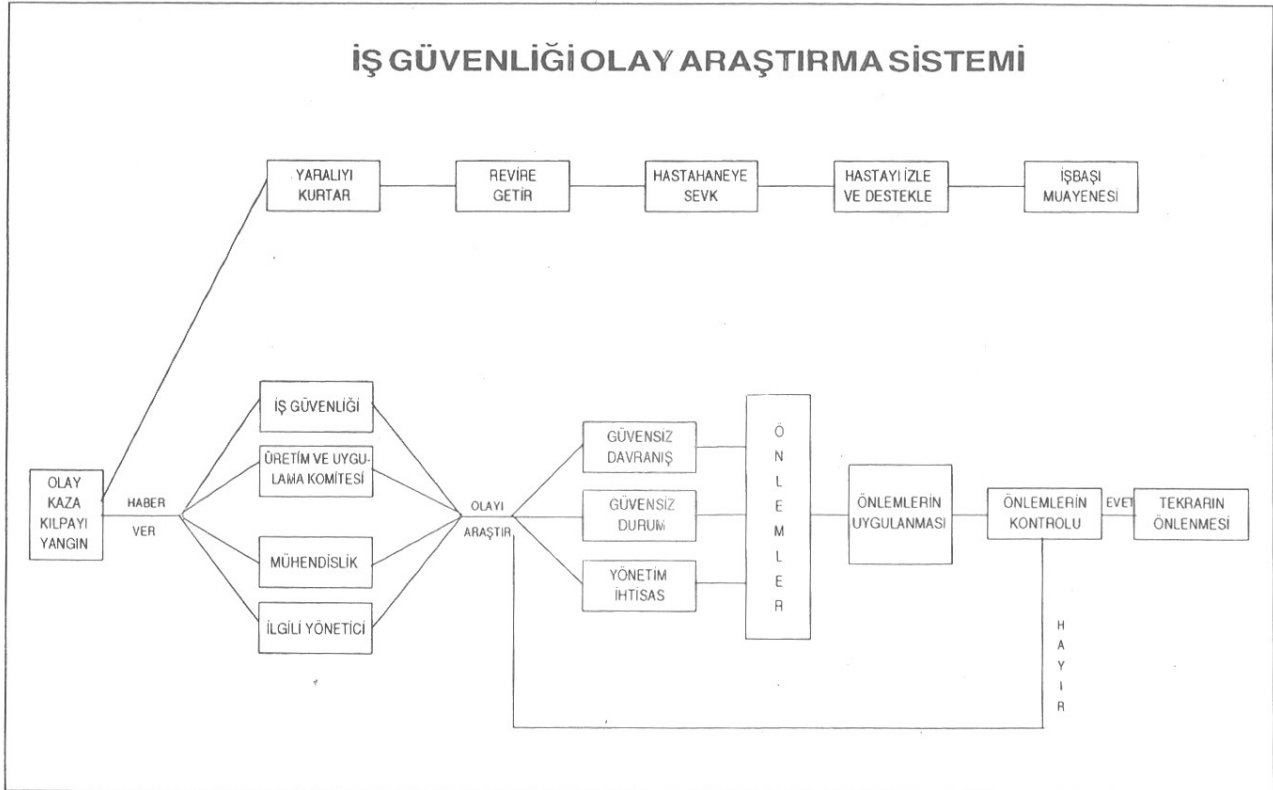 İŞ GÜVENLİĞİ OLAY ARAŞTIRMA SİSTEMİ
YARALIYI
KURTAR
REVİRE
GETİR
HASTAHANEYE
SEVK
HASTAYI İZLE
VE DESTEKLE
İŞBAŞI
MUAYENESİ
OLAY
KAZA
KILPAYI
YANGIN
HABER
VER
İŞ GÜVENLİĞİ
ÜRETİM VE UYGU-
LAMA KOMİTESİ
MÜHENDİSLİK
İLGİLİ YÖNETİCİ
OLAYI
ARAŞTIR
GÜVENSİZ
DAVRANIŞ
GÜVENSİZ
DURUM
YÖNETİM
İHTİSAS
Ö
N
L
E
M
L
E
R
ÖNLEMLERİN
UYGULANMASI
ÖNLEMLERİN
KONTROLU
EVET
TEKRARIN
ÖNLENMESİ
H
A
Y
I
R